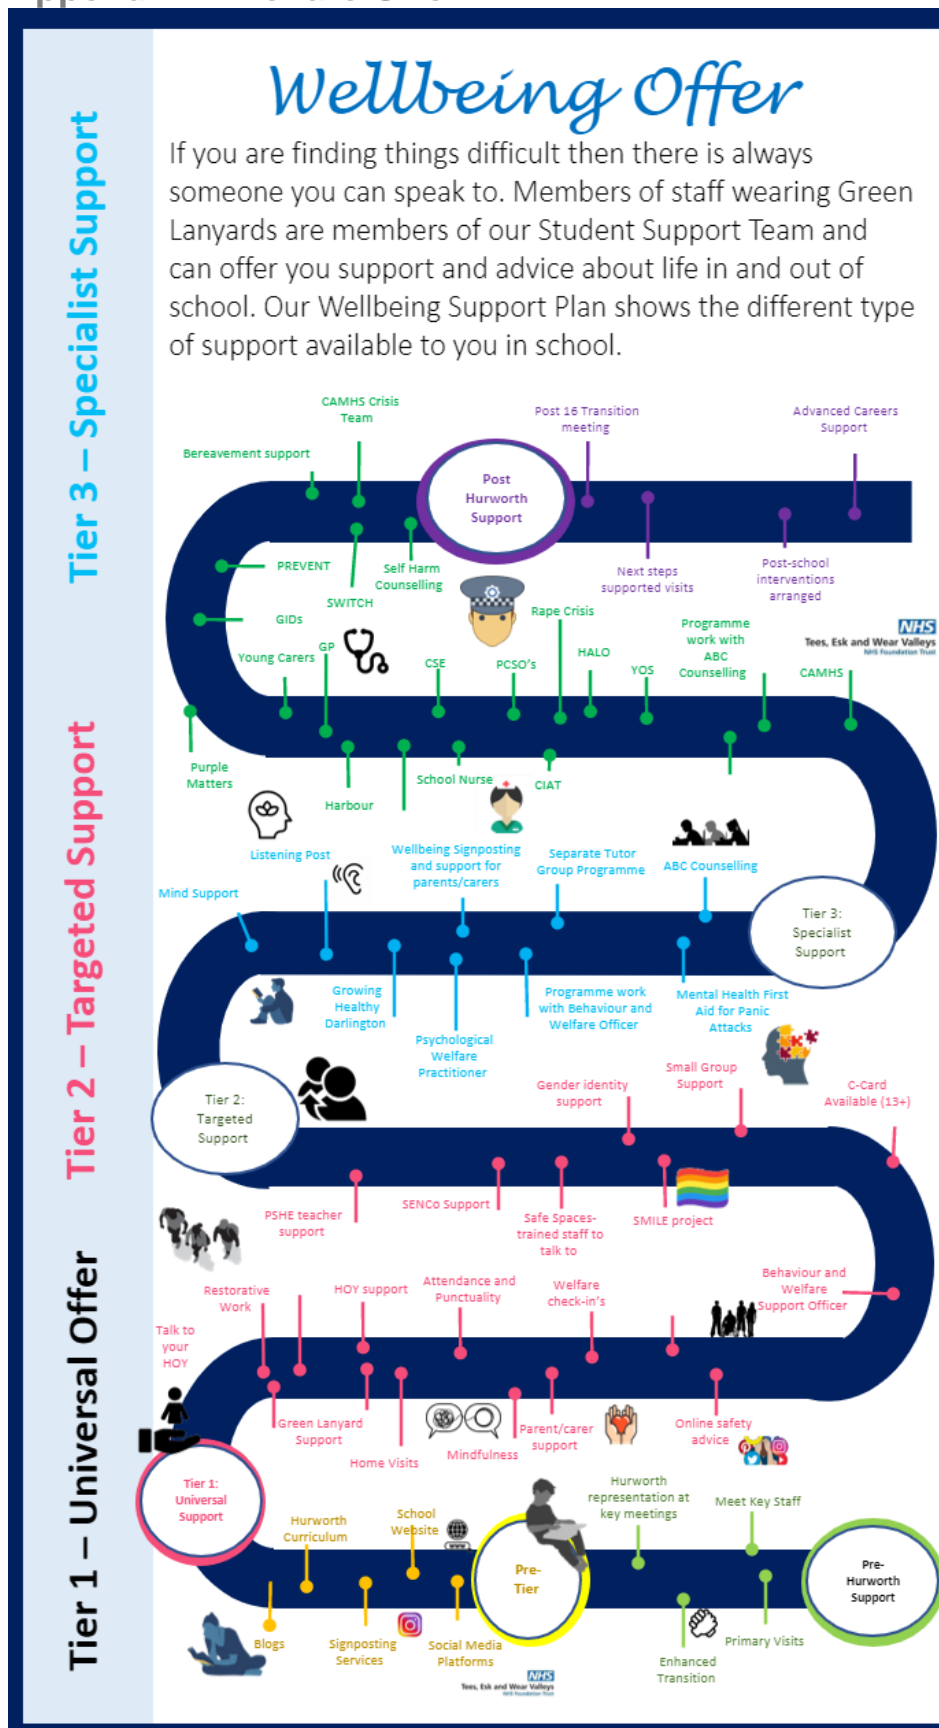 Wellbeing Offer
If you are finding things difficult then there is always
someone you can speak to. Members of staff wearing Green
Lanyards are members of our Student Support Team and
can offer you support and advice about life in and out of
school. Our Wellbeing Support Plan shows the different type
of support available to you in school.
Tier 3 – Specialist Support
Tier 2 – Targeted Support
Tier 1 – Universal Offer
CAMHS Crisis
Team
Bereavement support
Post 16 Transition
meeting
Advanced Careers
Support
Post
Hurworth
Support
PREVENT
SWITCH
Self Harm
Counselling
Next steps
supported visits
Post-school
interventions
arranged
GIDs
Rape Crisis
Programme
work with
ABC
Counselling
NHS
Tees, Esk and Wear Valleys
NHS Foundation Trust
Young Carers
GP
CSE
PCSO's
HALO
YOS
CAMHS
Purple
Matters
Harbour
School Nurse
CIAT
Listening Post
Wellbeing Signposting
and support for
parents/carers
Separate Tutor
Group Programme
ABC Counselling
Mind Support
Tier 3:
Specialist
Support
Growing
Healthy
Darlington
Psychological
Welfare
Practitioner
Programme work
with Behaviour and
Welfare Officer
Mental Health First
Aid for Panic
Attacks
Tier 2:
Targeted
Support
Gender identity
support
Small Group
Support
C-Card
Available (13+)
PSHE teacher
support
SENCo Support
Safe Spaces-
trained staff to
talk to
SMILE project
Behaviour and
Welfare
Support Officer
Restorative
Work
HOY support
Attendance and
Punctuality
Welfare
check-in's
Talk to
your
HOY
Green Lanyard
Support
Home Visits
Mindfulness
Parent/carer
support
Online safety
advice
Tier 1:
Universal
Support
Hurworth
Curriculum
School
Website
Pre-
Tier
Hurworth
representation at
key meetings
Meet Key Staff
Pre-
Hurworth
Support
Blogs
Signposting
Services
Social Media
Platforms
Enhanced
Transition
Primary Visits
NHS
Tees, Esk and Wear Valleys
NHS Foundation Trust